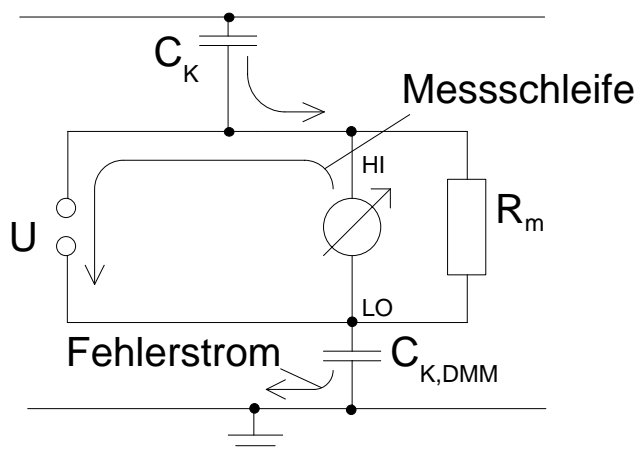 C_K
Messschleife
HI
U
R_m
LO
Fehlerstrom
C_K,DMM